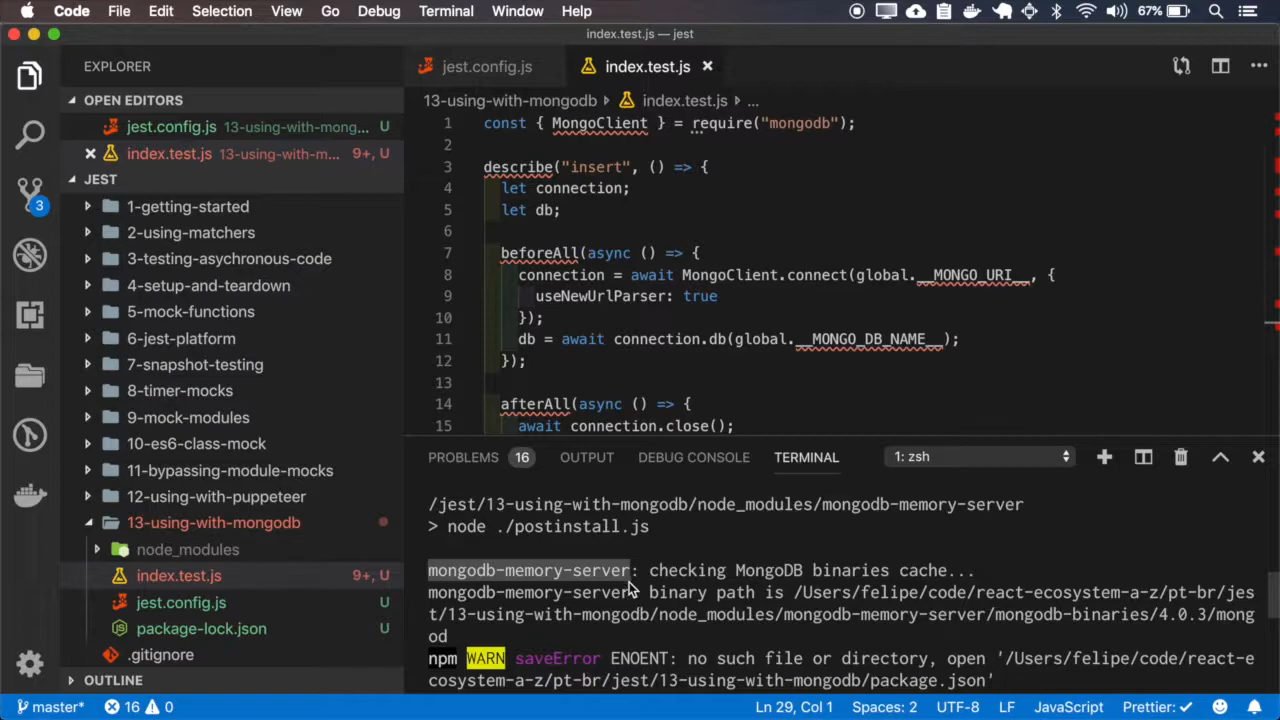 Code File Edit Selection View Go Debug Terminal Window Help 67%
index.test.js — jest
EXPLORER
OPEN EDITORS
jest.config.js 13-using-with-mong... U
index.test.js 13-using-with-m... 9+, U
3
JEST
1-getting-started
2-using-matchers
3-testing-asychronous-code
4-setup-and-teardown
5-mock-functions
6-jest-platform
7-snapshot-testing
8-timer-mocks
9-mock-modules
10-es6-class-mock
11-bypassing-module-mocks
12-using-with-puppeteer
13-using-with-mongodb
node_modules
index.test.js 9+, U
jest.config.js U
package-lock.json U
.gitignore
OUTLINE
jest.config.js index.test.js
13-using-with-mongodb index.test.js ...
1 const { MongoClient } = require("mongodb");
2
3 describe("insert", () => {
4 let connection;
5 let db;
6
7 beforeAll(async () => {
8 connection = await MongoClient.connect(global.__MONGO_URI__, {
9 useNewUrlParser: true
10 });
11 db = await connection.db(global.__MONGO_DB_NAME__);
12 });
13
14 afterAll(async () => {
15 await connection.close();
PROBLEMS 16 OUTPUT DEBUG CONSOLE TERMINAL 1: zsh
/jest/13-using-with-mongodb/node_modules/mongodb-memory-server
> node ./postinstall.js
mongodb-memory-server: checking MongoDB binaries cache...
mongodb-memory-server: binary path is /Users/felipe/code/react-ecosystem-a-z/pt-br/jes
t/13-using-with-mongodb/node_modules/mongodb-memory-server/mongodb-binaries/4.0.3/mong
od
npm WARN saveError ENOENT: no such file or directory, open '/Users/felipe/code/react-e
cosystem-a-z/pt-br/jest/13-using-with-mongodb/package.json'
master* 16 0 Ln 29, Col 1 Spaces: 2 UTF-8 LF JavaScript Prettier: ✓